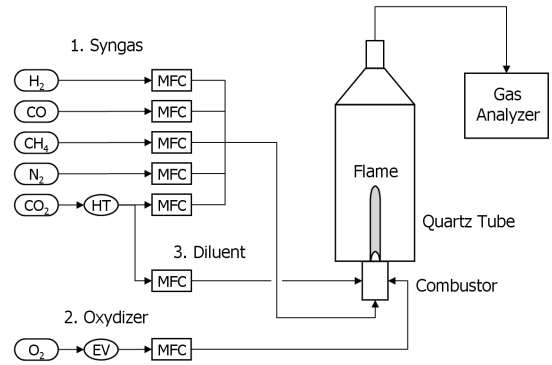 1. Syngas
H2 MFC
CO MFC
CH4 MFC
N2 MFC
CO2 HT MFC
3. Diluent
MFC
2. Oxydizer
O2 EV MFC
Flame
Quartz Tube
Combustor
Gas
Analyzer